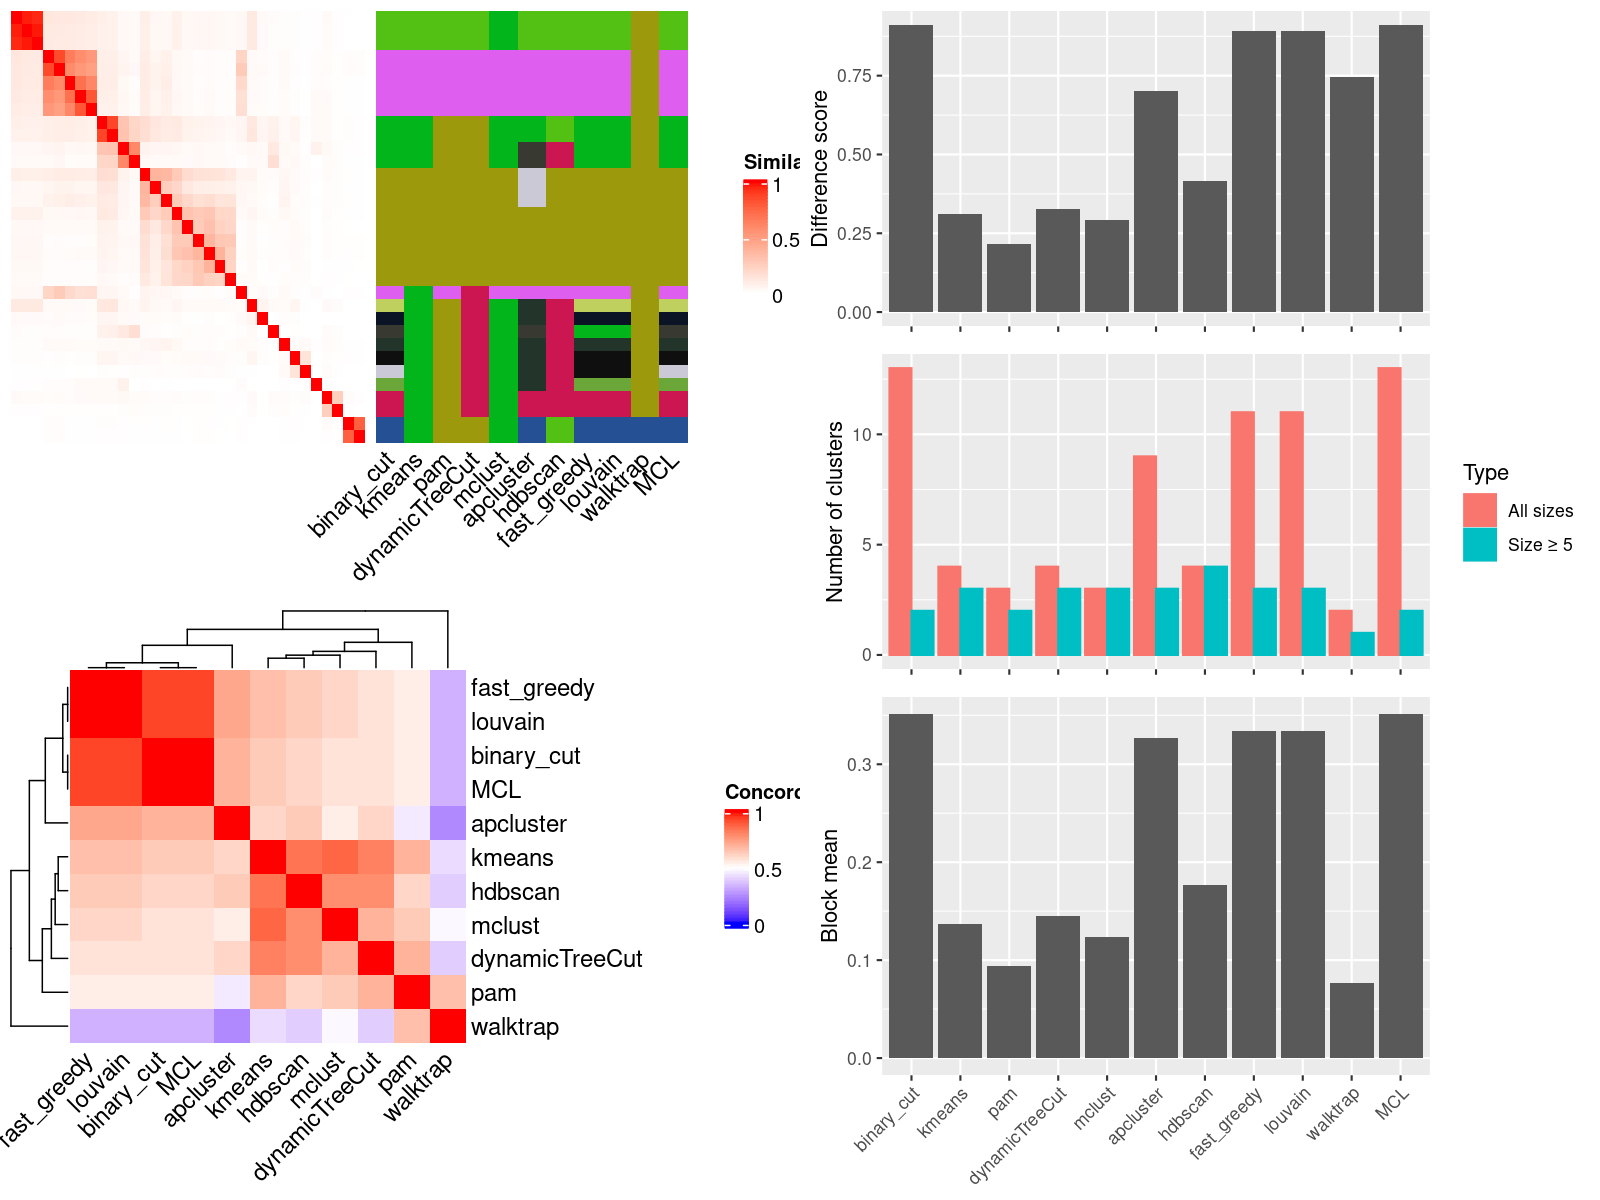 Simila
1
0.5
0
binary_cut
kmeans
pam
dynamicTreeCut
mclust
apcluster
hdbscan
fast_greedy
louvain
walktrap
MCL
Difference score
0.75
0.50
0.25
0.00
Number of clusters
10
5
0
Type
All sizes
Size ≥ 5
fast_greedy
louvain
binary_cut
MCL
apcluster
kmeans
hdbscan
mclust
dynamicTreeCut
pam
walktrap
fast_greedy
louvain
binary_cut
MCL
apcluster
kmeans
hdbscan
mclust
dynamicTreeCut
pam
walktrap
Concord
1
0.5
0
Block mean
0.3
0.2
0.1
0.0
binary_cut
kmeans
pam
dynamicTreeCut
mclust
apcluster
hdbscan
fast_greedy
louvain
walktrap
MCL